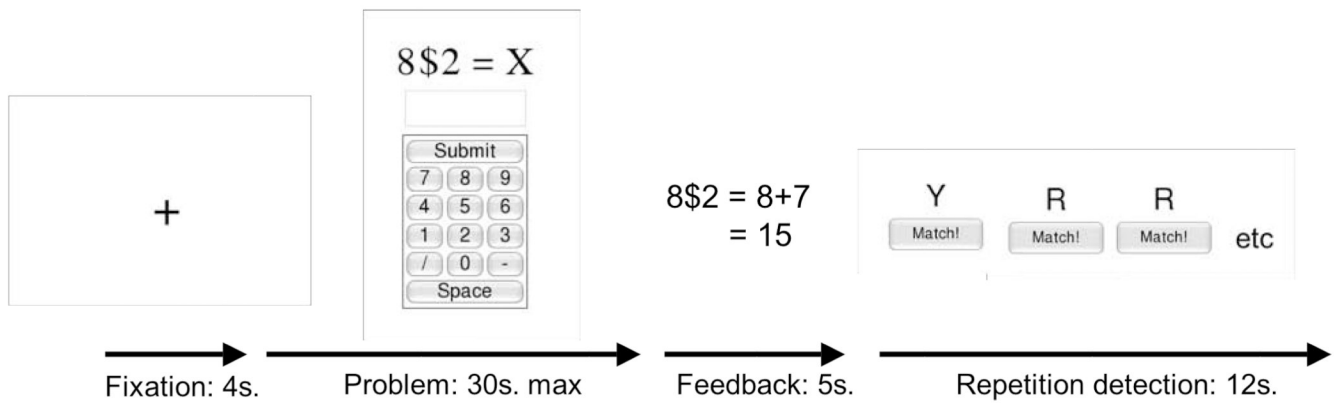 +
8$2 = X
Submit
7 8 9
4 5 6
1 2 3
/ 0 -
Space
8$2 = 8+7
= 15
Y R R
Match! Match! Match! etc
Fixation: 4s. Problem: 30s. max Feedback: 5s. Repetition detection: 12s.